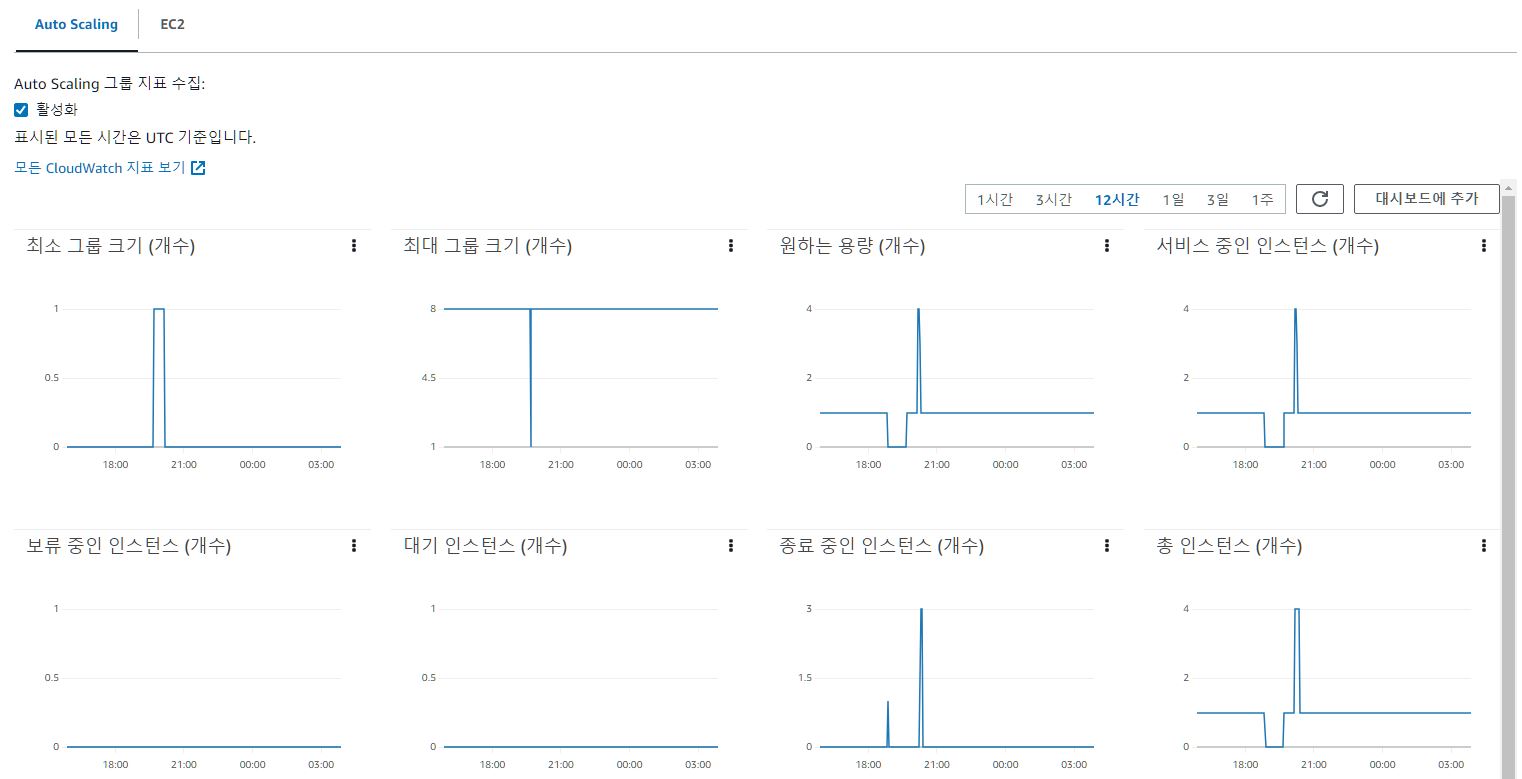 Auto Scaling EC2
Auto Scaling 그룹 지표 수집:
활성화
표시된 모든 시간은 UTC 기준입니다.
모든 CloudWatch 지표 보기
1시간 3시간 12시간 1일 3일 1주 대시보드에 추가
최소 그룹 크기 (개수)
1
0.5
0
18:00 21:00 00:00 03:00
최대 그룹 크기 (개수)
8
4.5
1
18:00 21:00 00:00 03:00
원하는 용량 (개수)
4
2
0
18:00 21:00 00:00 03:00
서비스 중인 인스턴스 (개수)
4
2
0
18:00 21:00 00:00 03:00
보류 중인 인스턴스 (개수)
1
0.5
0
18:00 21:00 00:00 03:00
대기 인스턴스 (개수)
1
0.5
0
18:00 21:00 00:00 03:00
종료 중인 인스턴스 (개수)
3
1.5
0
18:00 21:00 00:00 03:00
총 인스턴스 (개수)
4
2
0
18:00 21:00 00:00 03:00